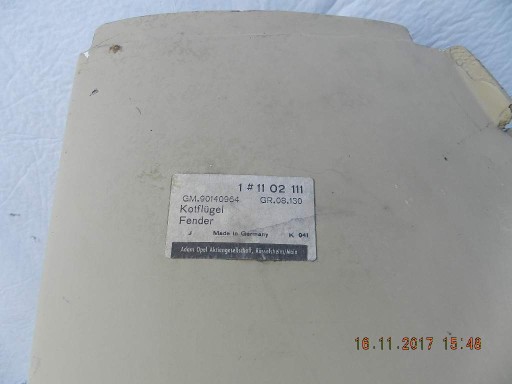 1 # 11 02 111
GM.90140964 GR.08.130
Kotflügel
Fender
J Made in Germany K 041
Adam Opel Aktiengesellschaft, Rüsselsheim/Main
16.11.2017 15:46